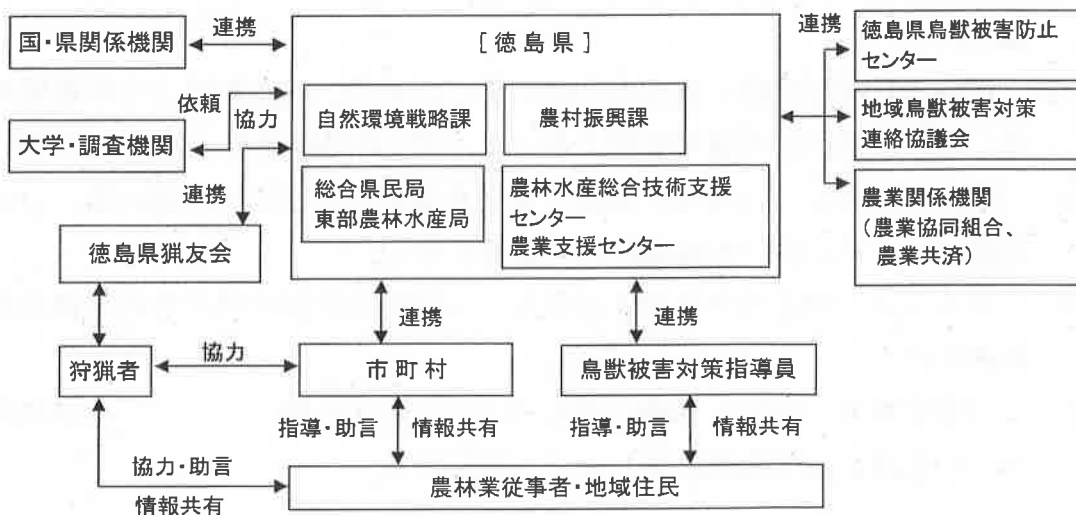 国・県関係機関
連携
[徳島県]
連携
徳島県鳥獣被害防止
センター
依頼
協力
大学・調査機関
自然環境戦略課
農村振興課
地域鳥獣被害対策
連絡協議会
連携
総合県民局
東部農林水産局
農林水産総合技術支援
センター
農業支援センター
農業関係機関
(農業協同組合、
農業共済)
徳島県猟友会
連携
連携
狩猟者
協力
市町村
鳥獣被害対策指導員
指導・助言
情報共有
指導・助言
情報共有
協力・助言
情報共有
農林業従事者・地域住民